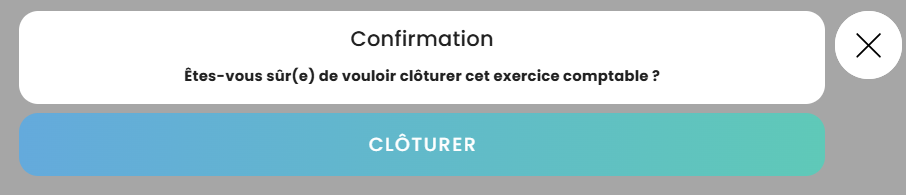 Confirmation
Êtes-vous sûr(e) de vouloir clôturer cet exercice comptable ?
CLÔTURER